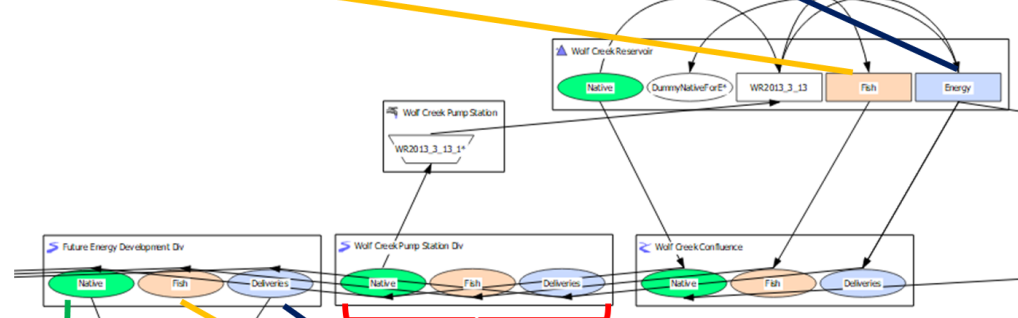 Wolf Creek Reservoir
Native
DummyNativeForE*
WR2013_3_13
Fish
Energy
Wolf Creek Pump Station
WR2013_3_13_1*
Future Energy Development Div
Native
Fish
Deliveries
Wolf Creek Pump Station Div
Native
Fish
Deliveries
Wolf Creek Confluence
Native
Fish
Deliveries